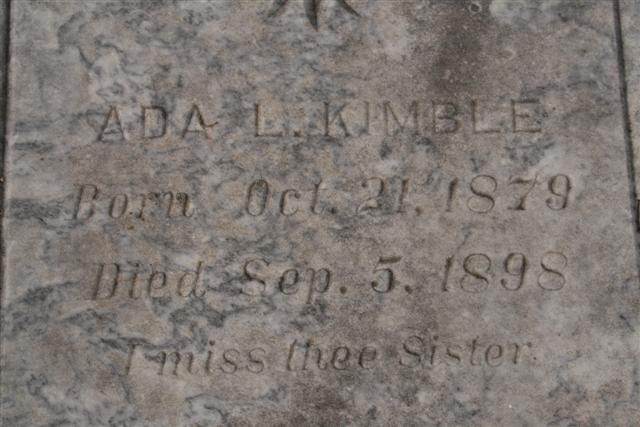 ADA L. KIMBLE
Born Oct. 21, 1879
Died Sep. 5, 1898
I miss thee Sister.